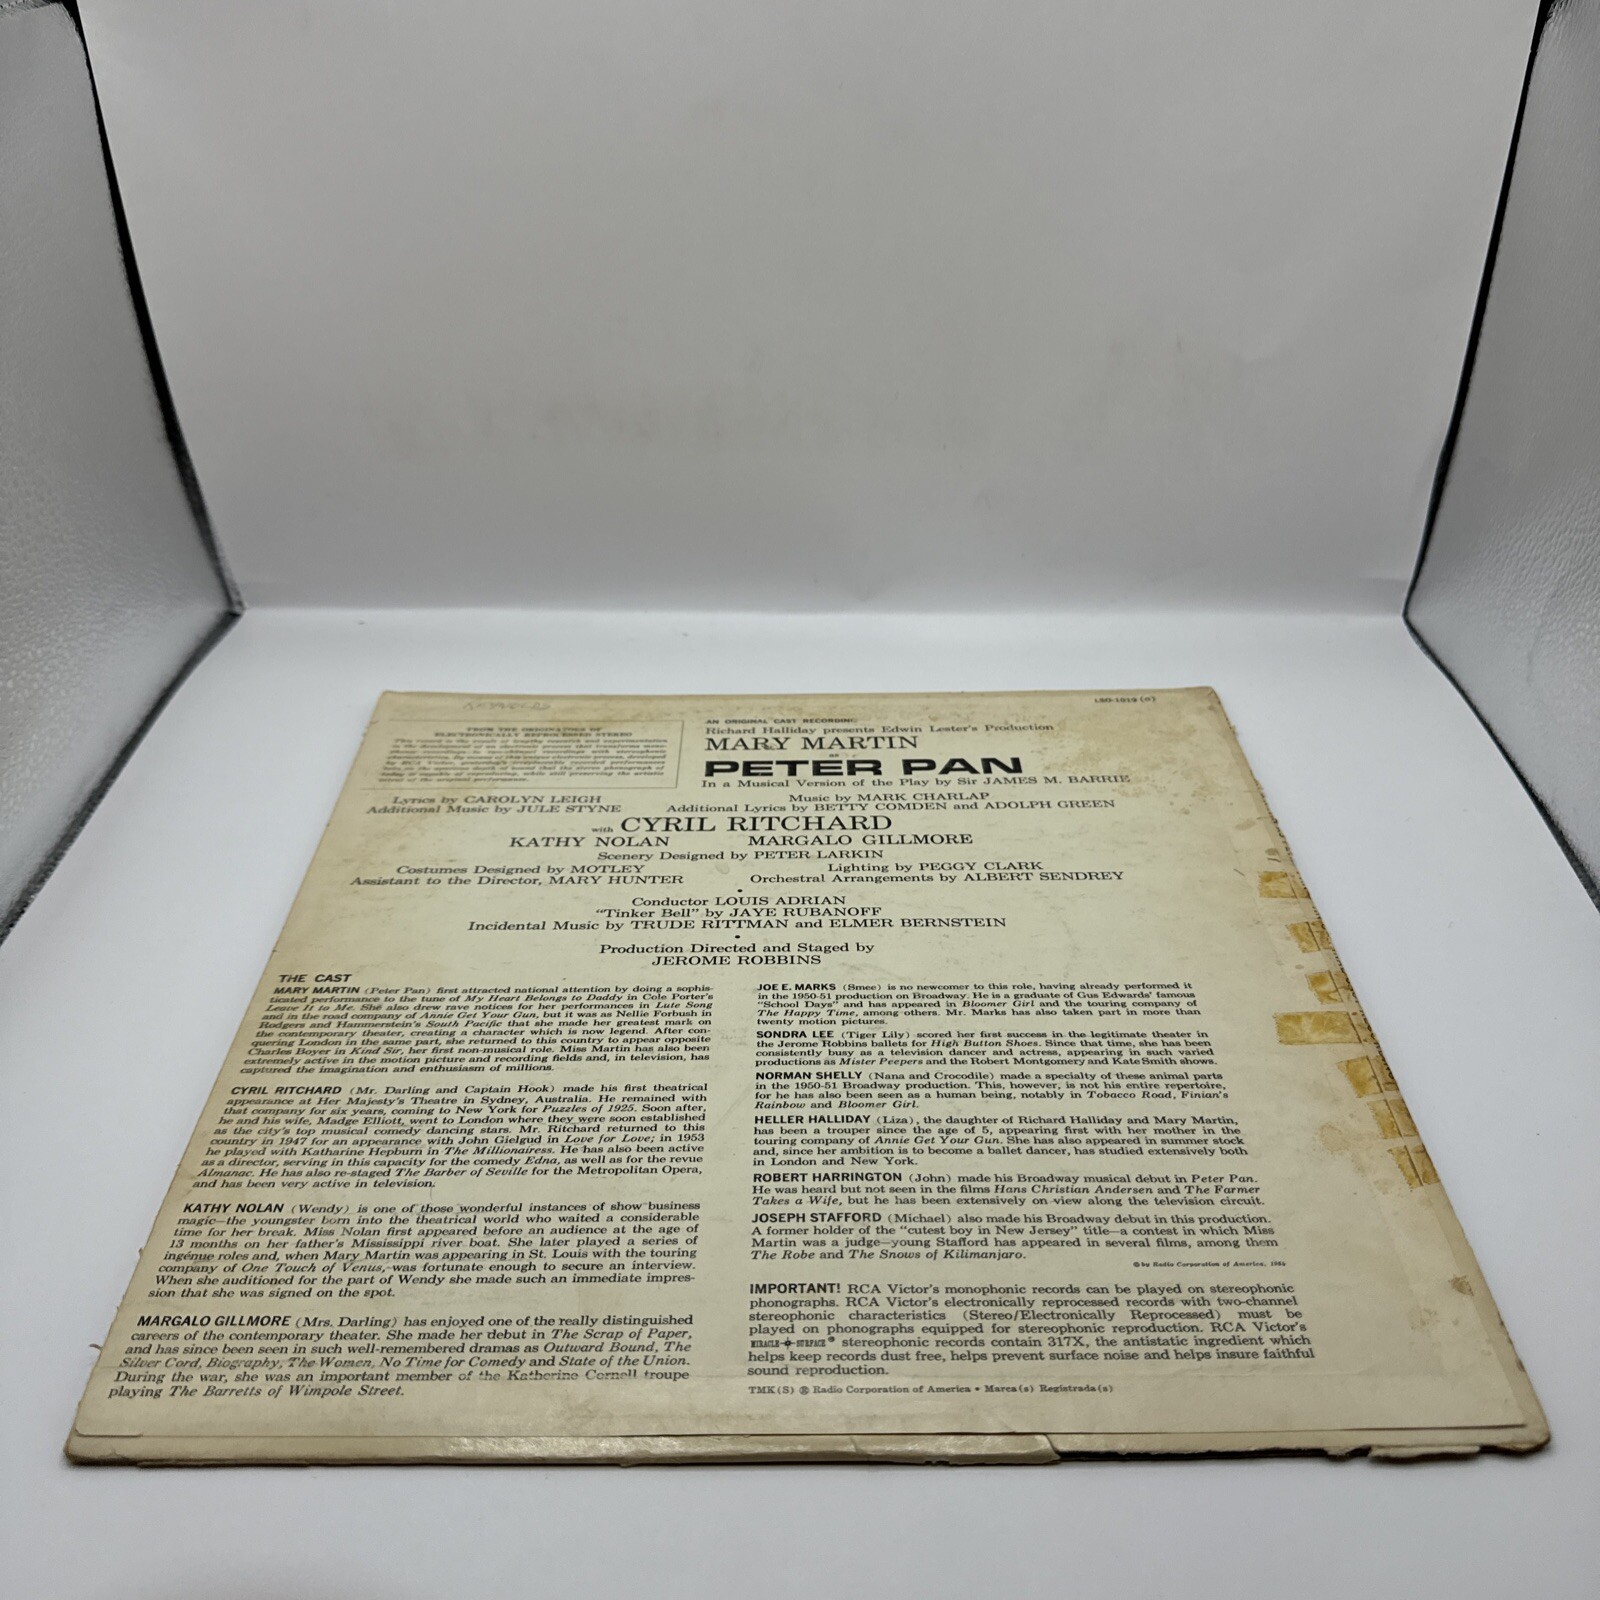 LSO-1019 (e)
FROM THE ORIGINATORS OF
ELECTRONICALLY REPROCESSED STEREO
AN ORIGINAL CAST RECORDING
Richard Halliday presents Edwin Lester's Production
MARY MARTIN
as
PETER PAN
In a Musical Version of the Play by Sir JAMES M. BARRIE
Lyrics by CAROLYN LEIGH
Music by MARK CHARLAP
Additional Music by JULE STYNE
Additional Lyrics by BETTY COMDEN and ADOLPH GREEN
with CYRIL RITCHARD
KATHY NOLAN
MARGALO GILLMORE
Scenery Designed by PETER LARKIN
Costumes Designed by MOTLEY
Lighting by PEGGY CLARK
Assistant to the Director, MARY HUNTER
Orchestral Arrangements by ALBERT SENDREY
Conductor LOUIS ADRIAN
"Tinker Bell" by JAYE RUBANOFF
Incidental Music by TRUDE RITTMAN and ELMER BERNSTEIN
Production Directed and Staged by
JEROME ROBBINS
THE CAST
MARY MARTIN (Peter Pan) first attracted national attention by doing a sophis-
ticated performance to the tune of My Heart Belongs to Daddy in Cole Porter's
Leave It to Me. She also drew rave notices for her performances in Lute Song
and in the road company of Annie Get Your Gun, but it was as Nellie Forbush in
Rodgers and Hammerstein's South Pacific that she made her greatest mark on
the contemporary theater, creating a character which is now legend. After con-
quering London in the same part, she returned to this country to appear opposite
Charles Boyer in Kind Sir, her first non-musical role. Miss Martin has also been
extremely active in the motion picture and recording fields and, in television, has
captured the imagination and enthusiasm of millions.
CYRIL RITCHARD (Mr. Darling and Captain Hook) made his first theatrical
appearance at Her Majesty's Theatre in Sydney, Australia. He remained with
that company for six years, coming to New York for Puzzles of 1925. Soon after,
he and his wife, Madge Elliott, went to London where they were soon established
as the city's top musical comedy dancing stars. Mr. Ritchard returned to this
country in 1947 for an appearance with John Gielgud in Love for Love; in 1953
he played with Katharine Hepburn in The Millionairess. He has also been active
as a director, serving in this capacity for the comedy Edna, as well as for the revue
Almanac. He has also re-staged The Barber of Seville for the Metropolitan Opera,
and has been very active in television.
KATHY NOLAN (Wendy) is one of those wonderful instances of show business
magic—the youngster born into the theatrical world who waited a considerable
time for her break. Miss Nolan first appeared before an audience at the age of
13 months on her father's Mississippi river boat. She later played a series of
ingénue roles and, when Mary Martin was appearing in St. Louis with the touring
company of One Touch of Venus, was fortunate enough to secure an interview.
When she auditioned for the part of Wendy she made such an immediate impres-
sion that she was signed on the spot.
MARGALO GILLMORE (Mrs. Darling) has enjoyed one of the really distinguished
careers of the contemporary theater. She made her debut in The Scrap of Paper,
and has since been seen in such well-remembered dramas as Outward Bound, The
Silver Cord, Biography, The Women, No Time for Comedy and State of the Union.
During the war, she was an important member of the Katherine Cornell troupe
playing The Barretts of Wimpole Street.
JOE E. MARKS (Smee) is no newcomer to this role, having already performed it
in the 1950-51 production on Broadway. He is a graduate of Gus Edwards' famous
"School Days" and has appeared in Bloomer Girl and the touring company of
The Happy Time, among others. Mr. Marks has also taken part in more than
twenty motion pictures.
SONDRA LEE (Tiger Lily) scored her first success in the legitimate theater in
the Jerome Robbins ballets for High Button Shoes. Since that time, she has been
consistently busy as a television dancer and actress, appearing in such varied
productions as Mister Peepers and the Robert Montgomery and Kate Smith shows.
NORMAN SHELLY (Nana and Crocodile) made a specialty of these animal parts
in the 1950-51 Broadway production. This, however, is not his entire repertoire,
for he has also been seen as a human being, notably in Tobacco Road, Finian's
Rainbow and Bloomer Girl.
HELLER HALLIDAY (Liza), the daughter of Richard Halliday and Mary Martin,
has been a trouper since the age of 5, appearing first with her mother in the
touring company of Annie Get Your Gun. She has also appeared in summer stock
and, since her ambition is to become a ballet dancer, has studied extensively both
in London and New York.
ROBERT HARRINGTON (John) made his Broadway musical debut in Peter Pan.
He was heard but not seen in the films Hans Christian Andersen and The Farmer
Takes a Wife, but he has been extensively on view along the television circuit.
JOSEPH STAFFORD (Michael) also made his Broadway debut in this production.
A former holder of the "cutest boy in New Jersey" title—a contest in which Miss
Martin was a judge—young Stafford has appeared in several films, among them
The Robe and The Snows of Kilimanjaro.
© by Radio Corporation of America, 1964
IMPORTANT! RCA Victor's monophonic records can be played on stereophonic
phonographs. RCA Victor's electronically reprocessed records with two-channel
stereophonic characteristics (Stereo/Electronically Reprocessed) must be
played on phonographs equipped for stereophonic reproduction. RCA Victor's
MIRACLE SURFACE® stereophonic records contain 317X, the antistatic ingredient which
helps keep records dust free, helps prevent surface noise and helps insure faithful
sound reproduction.
TMK(S) ® Radio Corporation of America • Marca(s) Registrada(s)